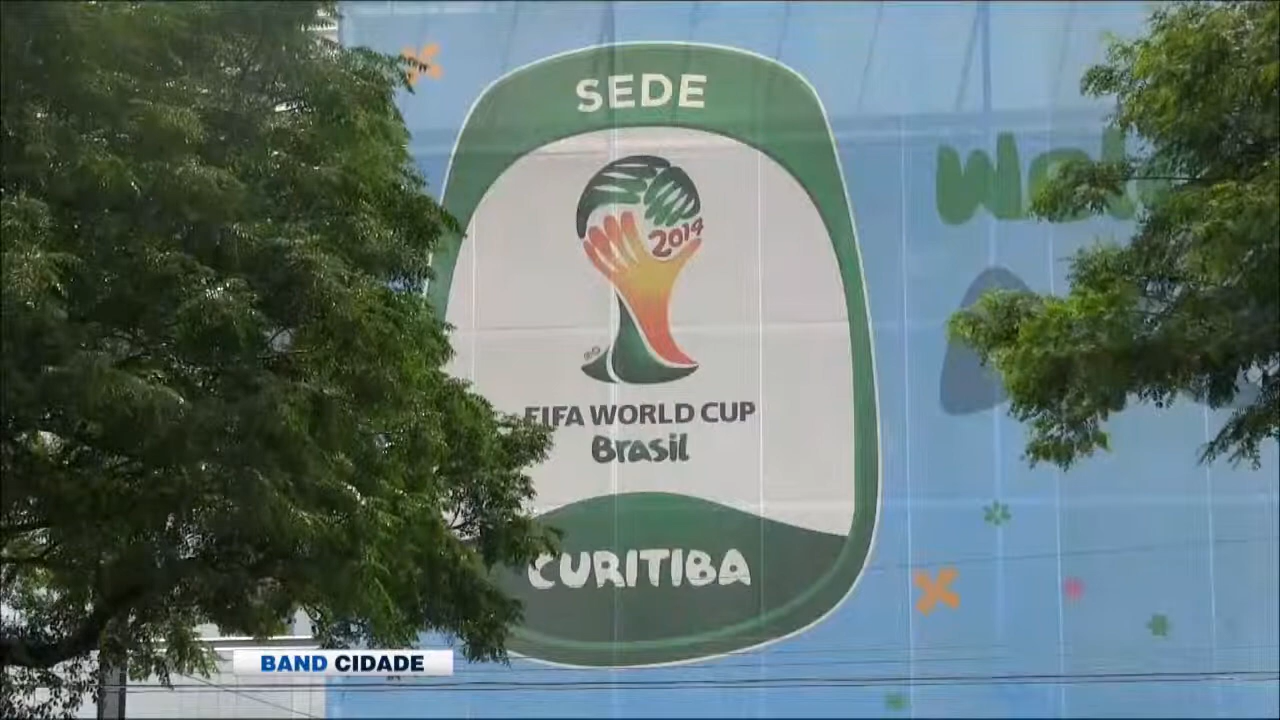 SEDE
2014
FIFA WORLD CUP
Brasil
CURITIBA
BAND CIDADE